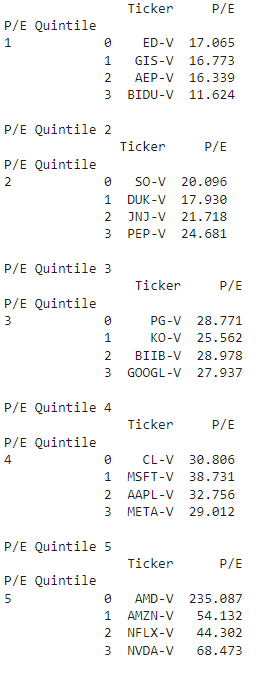 Ticker P/E
P/E Quintile
1 0 ED-V 17.065
1 GIS-V 16.773
2 AEP-V 16.339
3 BIDU-V 11.624
P/E Quintile 2
Ticker P/E
P/E Quintile
2 0 SO-V 20.096
1 DUK-V 17.930
2 JNJ-V 21.718
3 PEP-V 24.681
P/E Quintile 3
Ticker P/E
P/E Quintile
3 0 PG-V 28.771
1 KO-V 25.562
2 BIIB-V 28.978
3 GOOGL-V 27.937
P/E Quintile 4
Ticker P/E
P/E Quintile
4 0 CL-V 30.806
1 MSFT-V 38.731
2 AAPL-V 32.756
3 META-V 29.012
P/E Quintile 5
Ticker P/E
P/E Quintile
5 0 AMD-V 235.087
1 AMZN-V 54.132
2 NFLX-V 44.302
3 NVDA-V 68.473